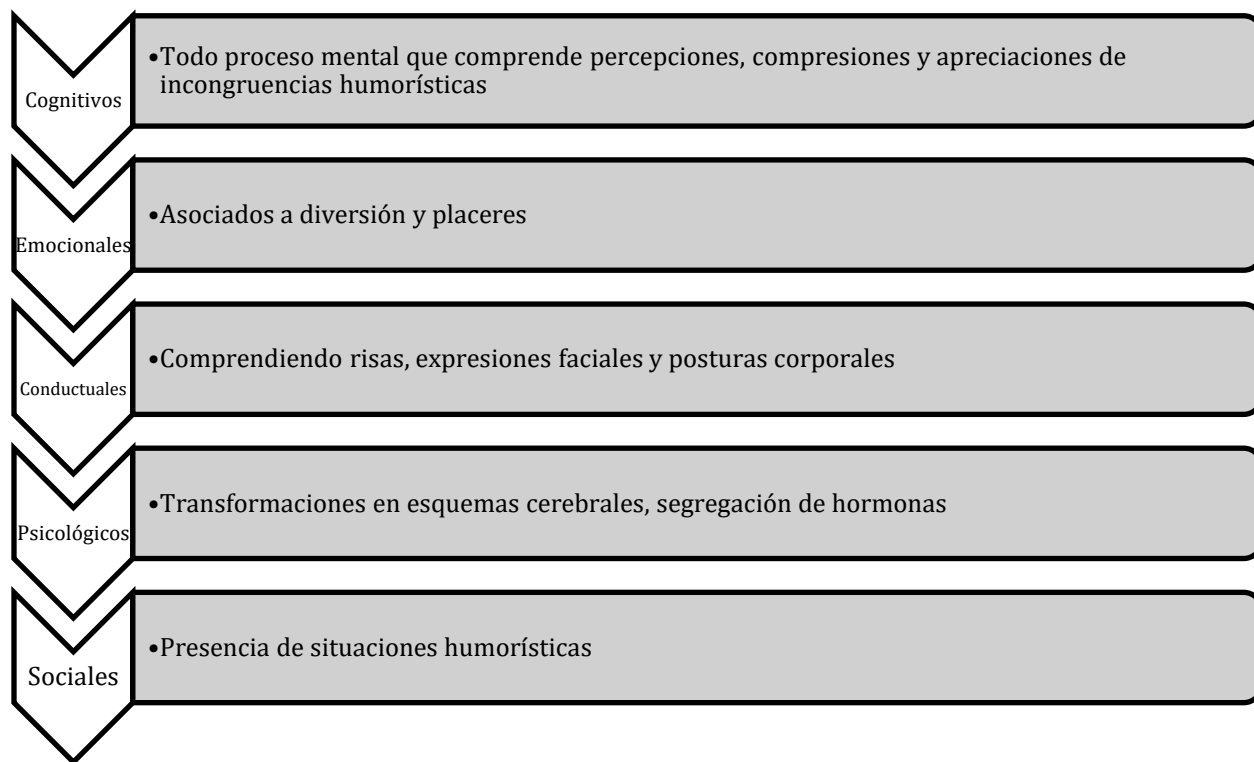 Cognitivos
•Todo proceso mental que comprende percepciones, compresiones y apreciaciones de
incongruencias humorísticas
Emocionales
•Asociados a diversión y placeres
Conductuales
•Comprendiendo risas, expresiones faciales y posturas corporales
Psicológicos
•Transformaciones en esquemas cerebrales, segregación de hormonas
Sociales
•Presencia de situaciones humorísticas